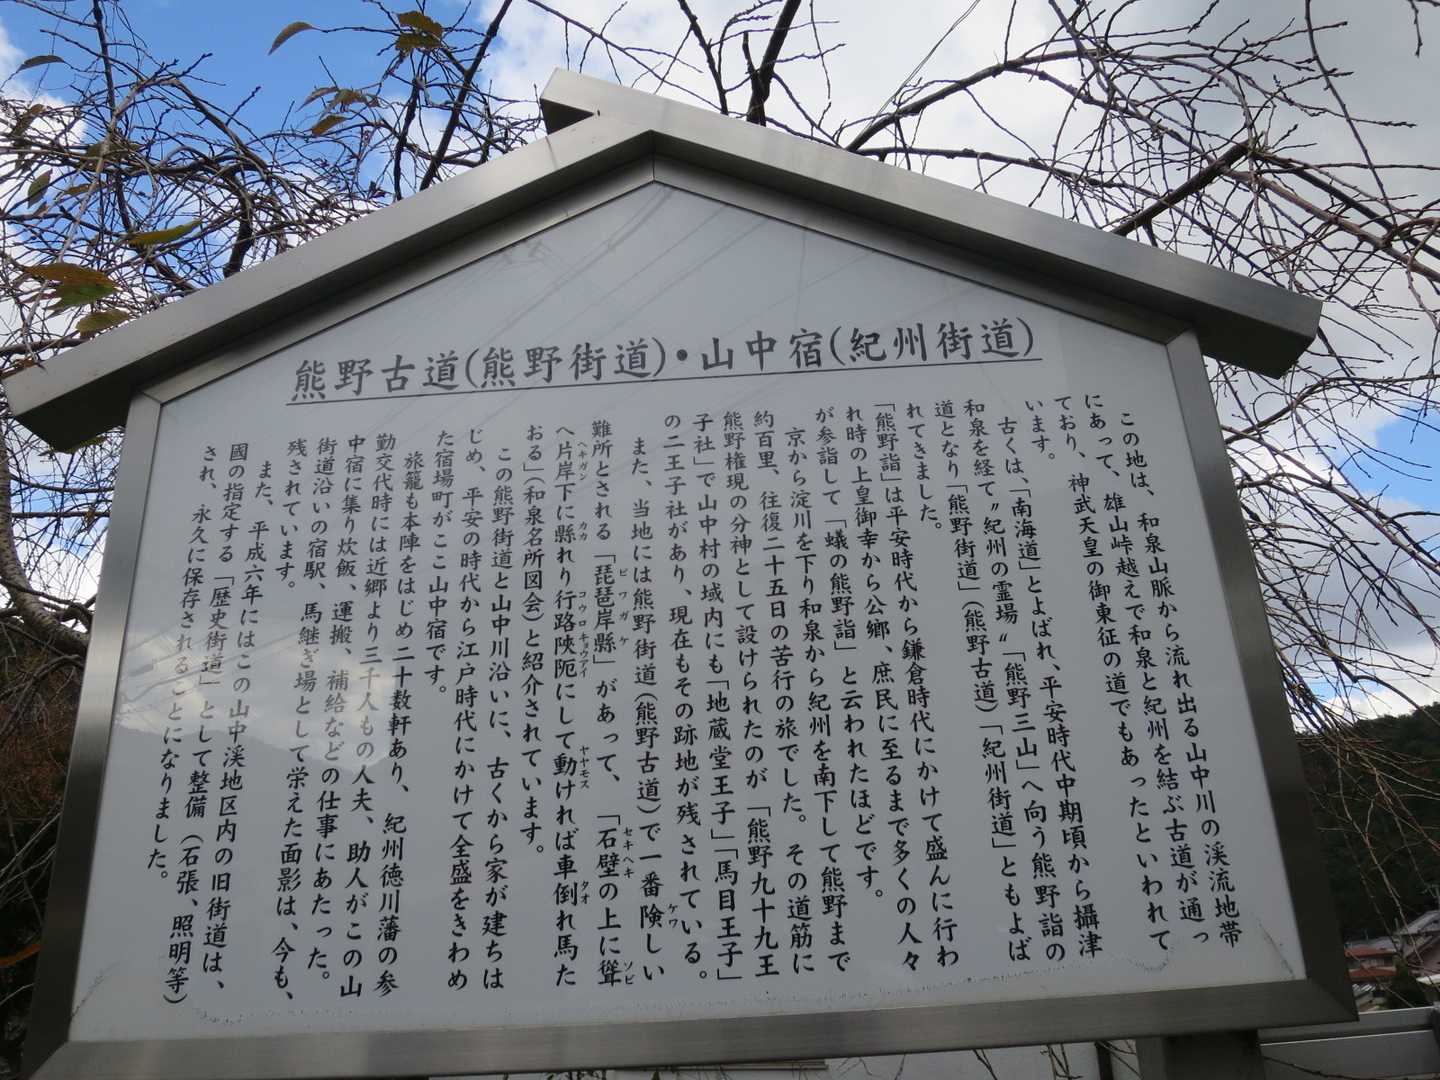 熊野古道(熊野街道)・山中宿(紀州街道)
この地は、和泉山脈から流れ出る山中川の渓流地帯
にあって、雄山峠越えで和泉と紀州を結ぶ古道が通っ
ており、神武天皇の御東征の道でもあったといわれて
います。
古くは、「南海道」とよばれ、平安時代中期頃から攝津
和泉を経て〝紀州の霊場〟「熊野三山」へ向う熊野詣の
道となり「熊野街道」(熊野古道)「紀州街道」ともよば
れてきました。
「熊野詣」は平安時代から鎌倉時代にかけて盛んに行わ
れ時の上皇御幸から公郷、庶民に至るまで多くの人々
が参詣して「蟻の熊野詣」と云われたほどです。
京から淀川を下り和泉から紀州を南下して熊野まで
約百里、往復二十五日の苦行の旅でした。その道筋に
熊野権現の分神として設けられたのが「熊野九十九王
子社」で山中村の域内にも「地蔵堂王子」「馬目王子」
の二王子社があり、現在もその跡地が残されている。
また、当地には熊野街道(熊野古道)で一番険しい
難所とされる「琵琶岸縣」があって、「石壁の上に聳
へ片岸下に縣れり行路陜阨にして動ければ車倒れ馬た
おる」(和泉名所図会)と紹介されています。
この熊野街道と山中川沿いに、古くから家が建ちは
じめ、平安の時代から江戸時代にかけて全盛をきわめ
た宿場町がここ山中宿です。
旅籠も本陣をはじめ二十数軒あり、紀州徳川藩の参
勤交代時には近郷より三千人もの人夫、助人がこの山
中宿に集り炊飯、運搬、補給などの仕事にあたった。
街道沿いの宿駅、馬継ぎ場として栄えた面影は、今も、
残されています。
また、平成六年にはこの山中渓地区内の旧街道は、
國の指定する「歴史街道」として整備(石張、照明等)
され、永久に保存されることになりました。